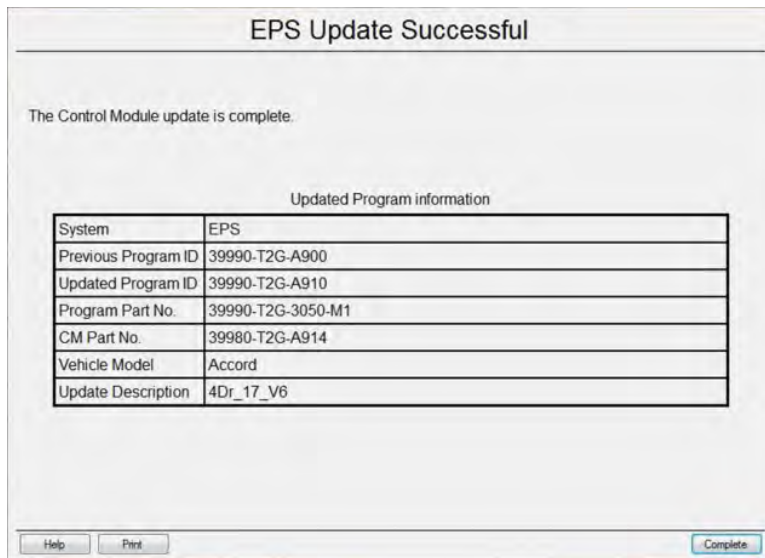 EPS Update Successful
The Control Module update is complete.
Updated Program information
System EPS
Previous Program ID 39990-T2G-A900
Updated Program ID 39990-T2G-A910
Program Part No. 39990-T2G-3050-M1
CM Part No. 39980-T2G-A914
Vehicle Model Accord
Update Description 4Dr_17_V6
Help Print Complete